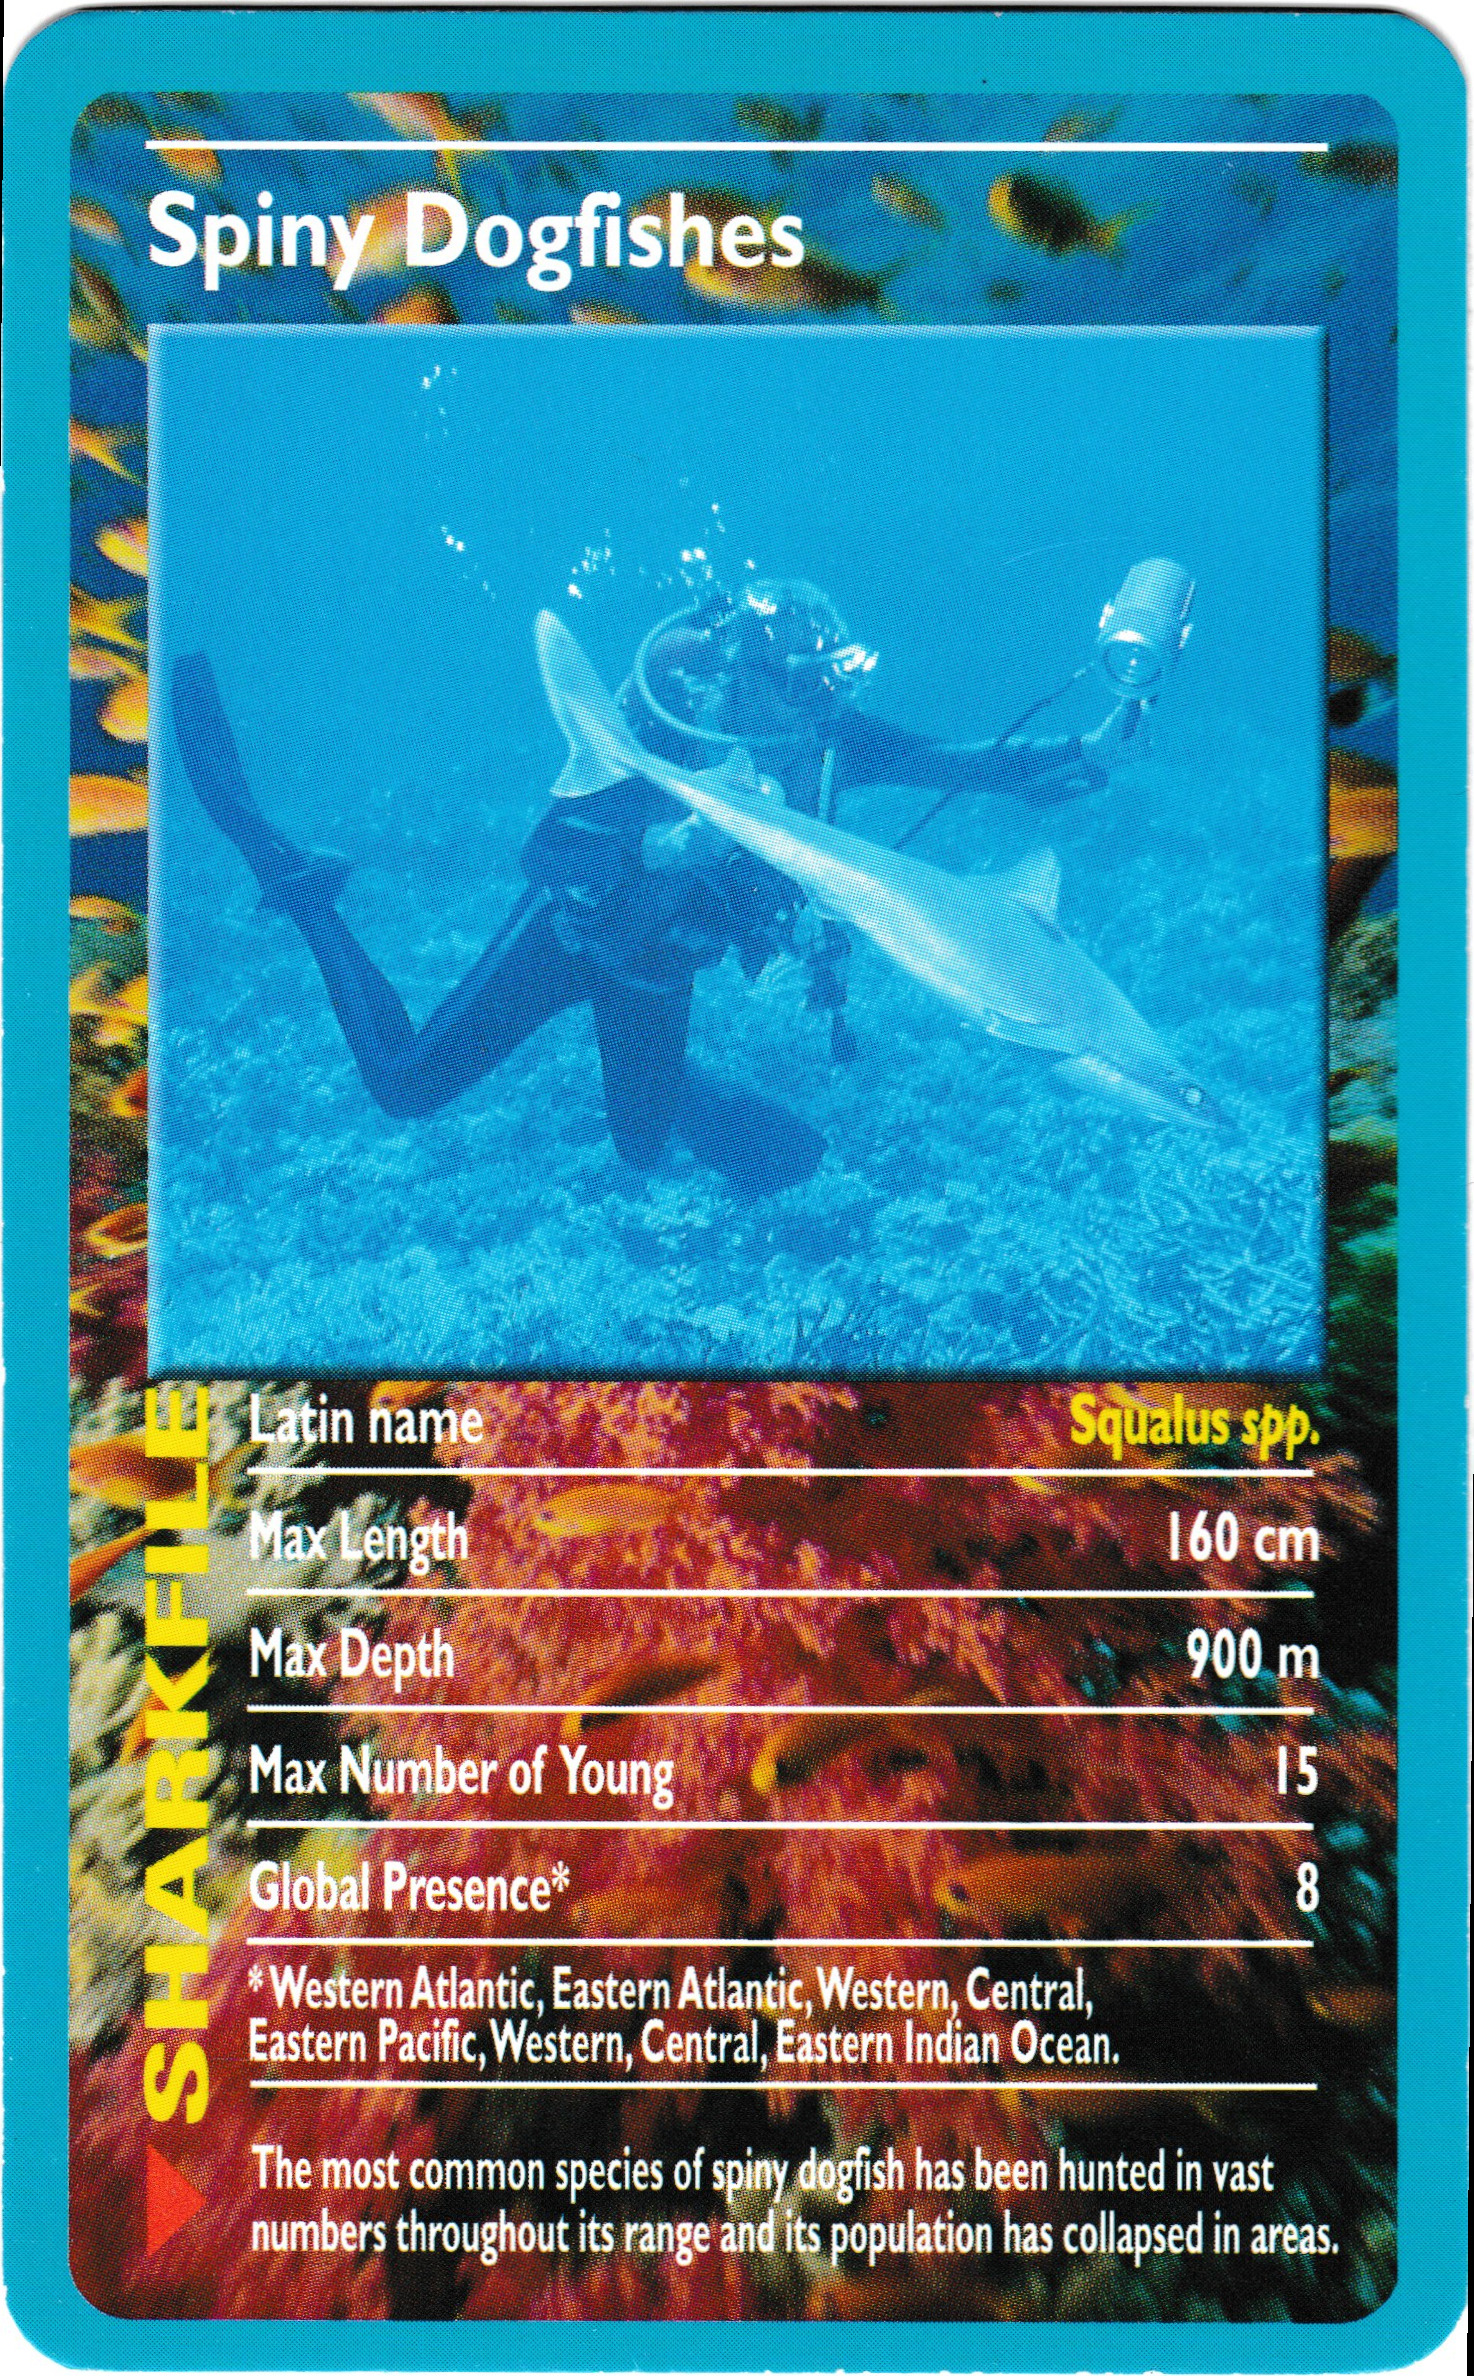 Spiny Dogfishes
SHARKFILE
Latin name Squalus spp.
Max Length 160 cm
Max Depth 900 m
Max Number of Young 15
Global Presence* 8
*Western Atlantic, Eastern Atlantic, Western, Central,
Eastern Pacific, Western, Central, Eastern Indian Ocean.
The most common species of spiny dogfish has been hunted in vast
numbers throughout its range and its population has collapsed in areas.